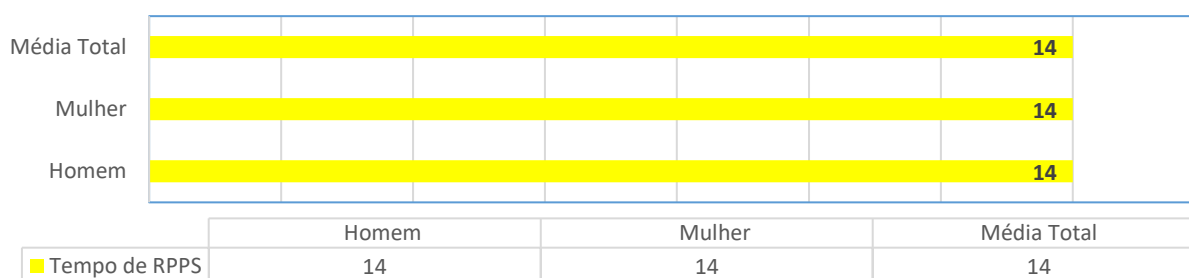 Média Total 14
Mulher 14
Homem 14
Homem Mulher Média Total
Tempo de RPPS 14 14 14